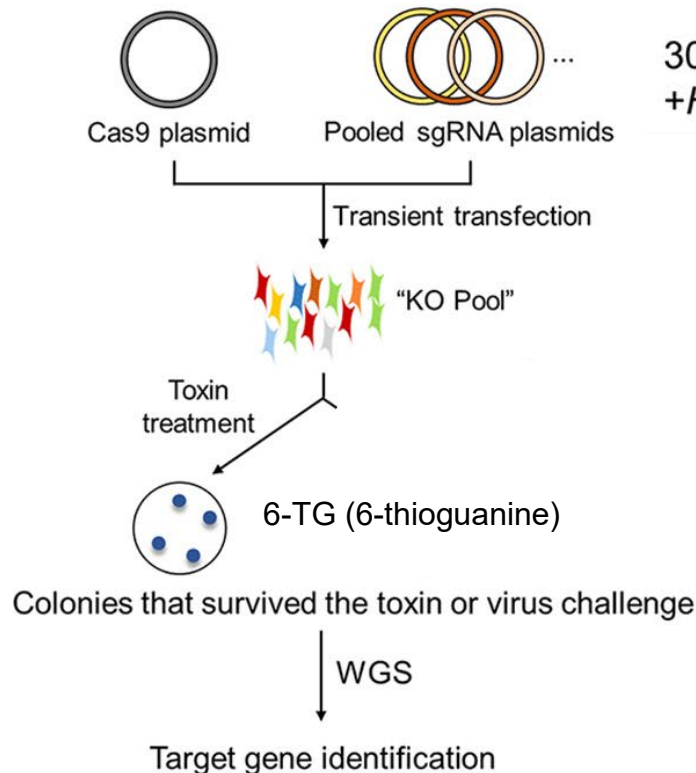 Cas9 plasmid
Pooled sgRNA plasmids
...
30
Transient transfection
“KO Pool”
Toxin
treatment
6-TG (6-thioguanine)
Colonies that survived the toxin or virus challenge
WGS
Target gene identification